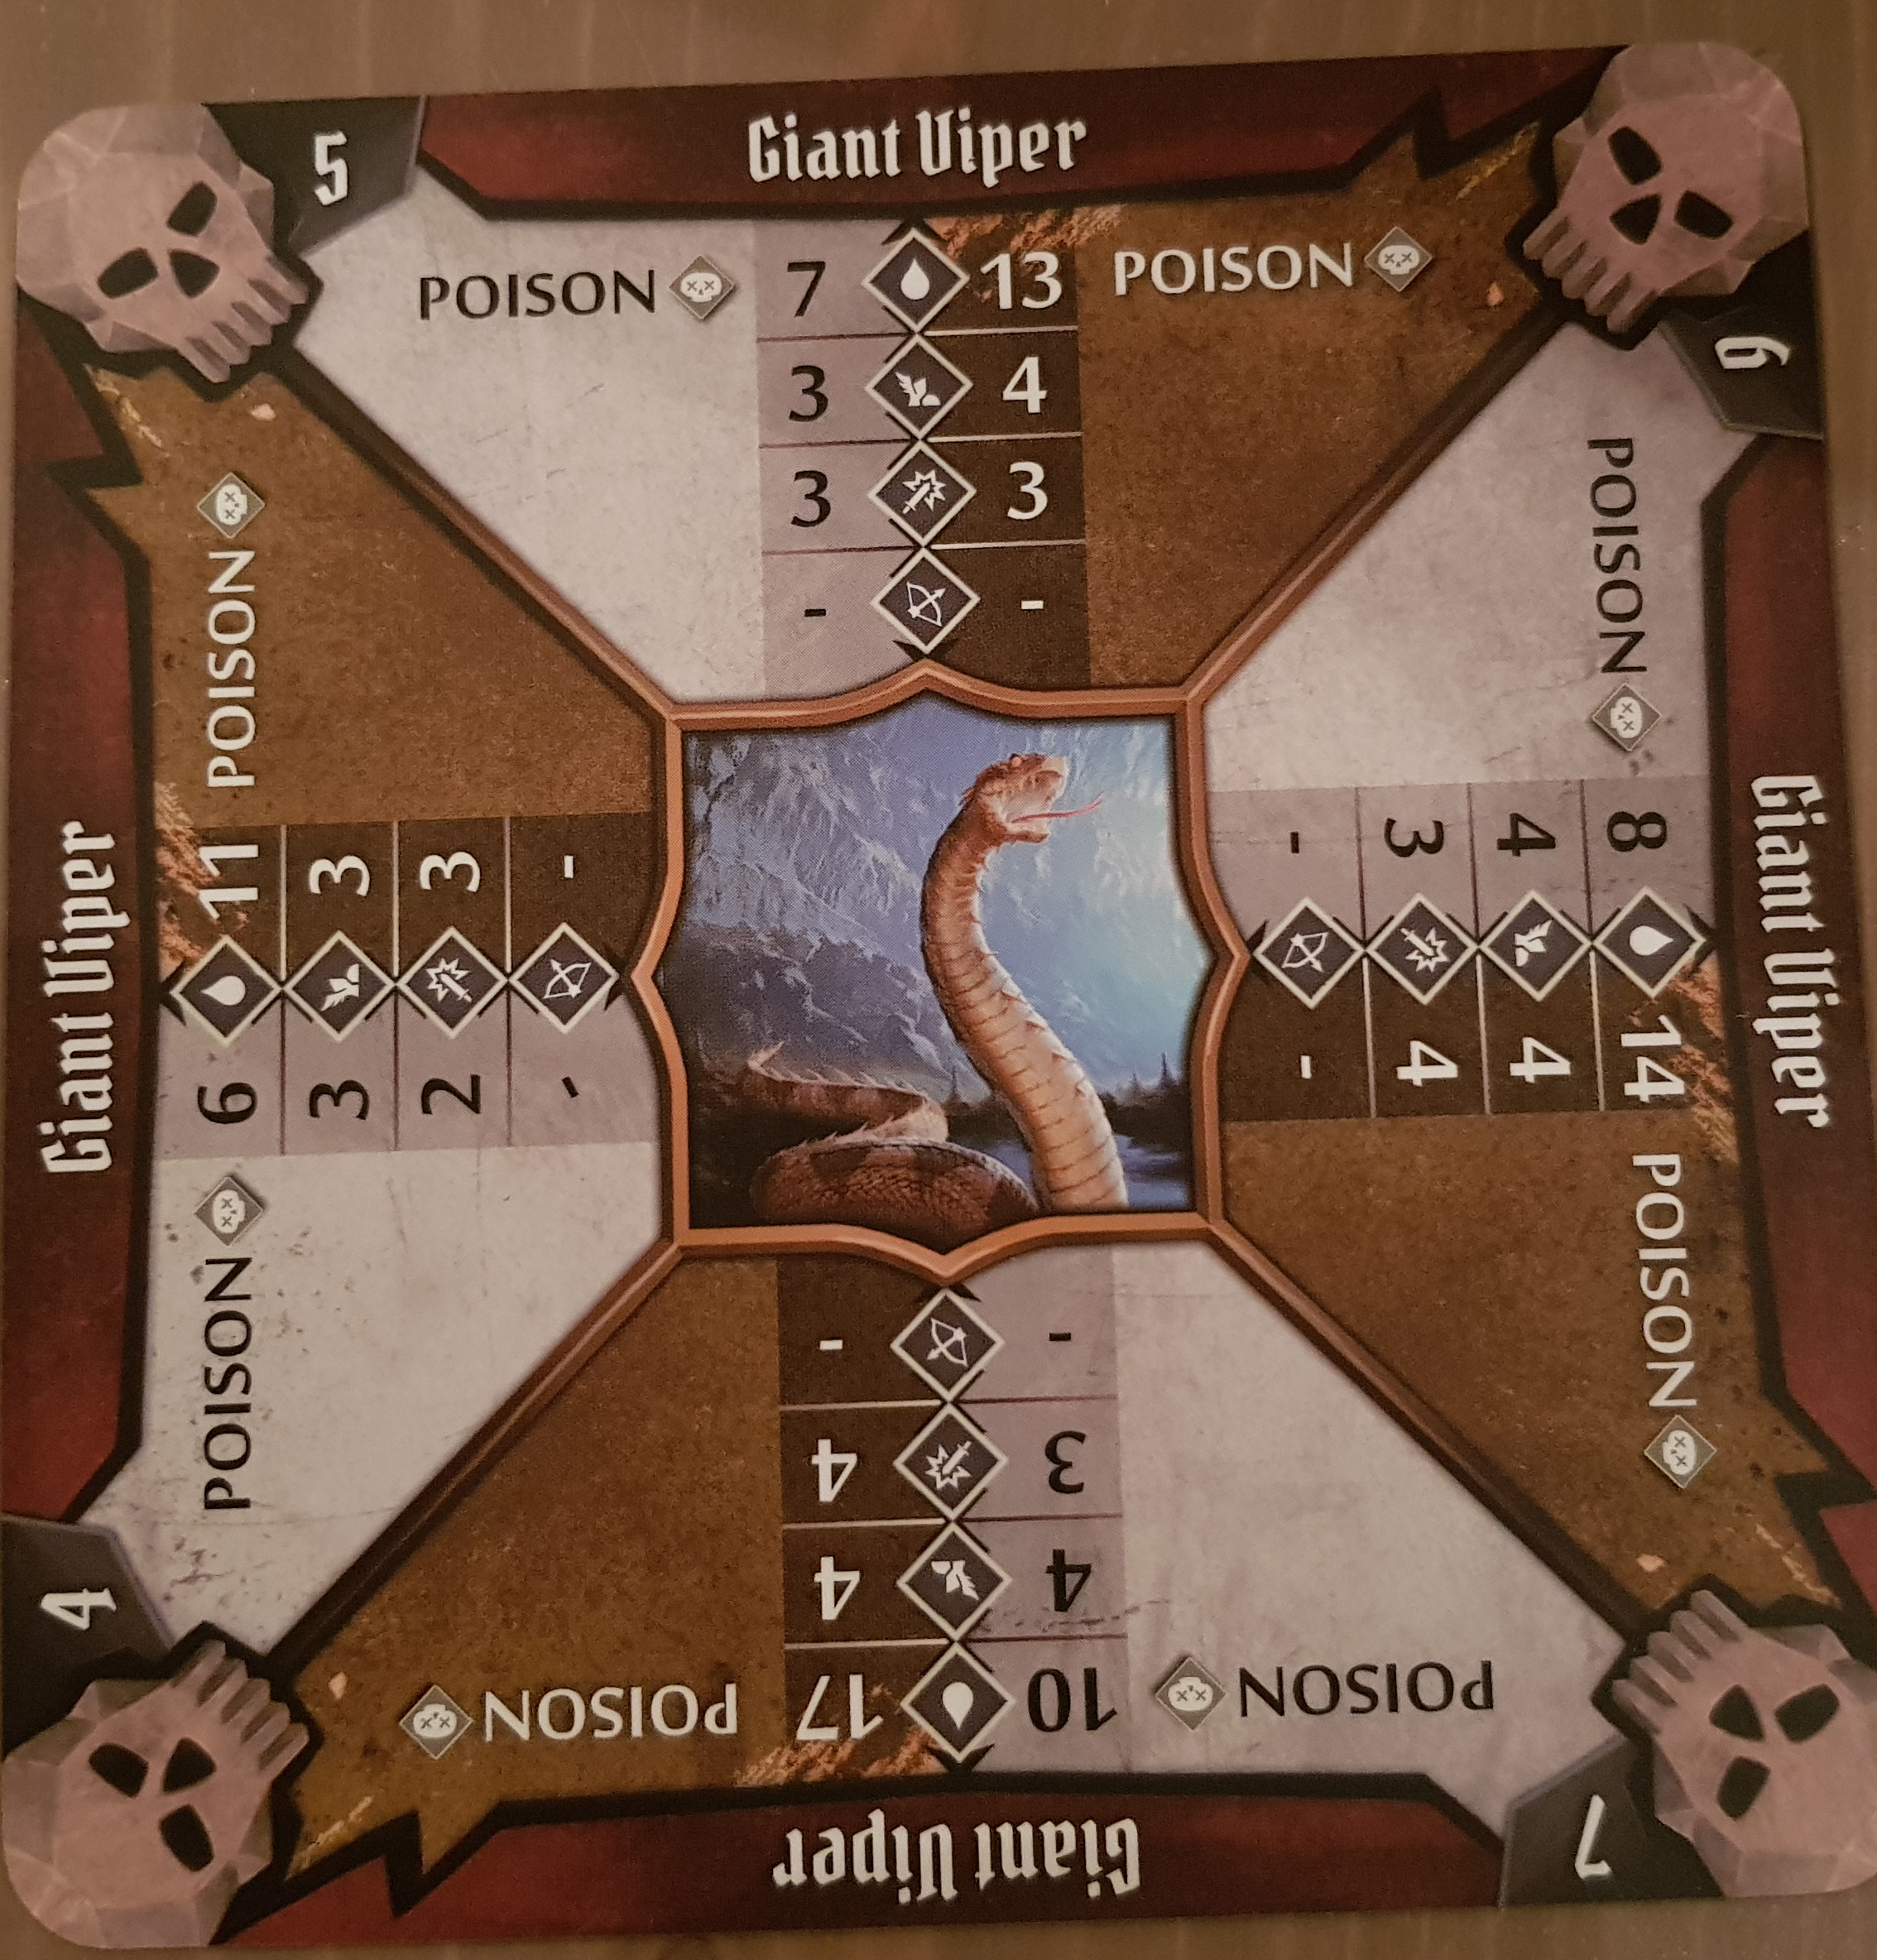 5
Giant Viper
POISON 7 13 POISON
3 4
3 3
- -
6
Giant Viper
POISON 8 14 POISON
4 4
3 4
- -
7
Giant Viper
POISON 10 17 POISON
4 4
3 4
- -
4
Giant Viper
POISON 6 11 POISON
3 3
2 3
- -